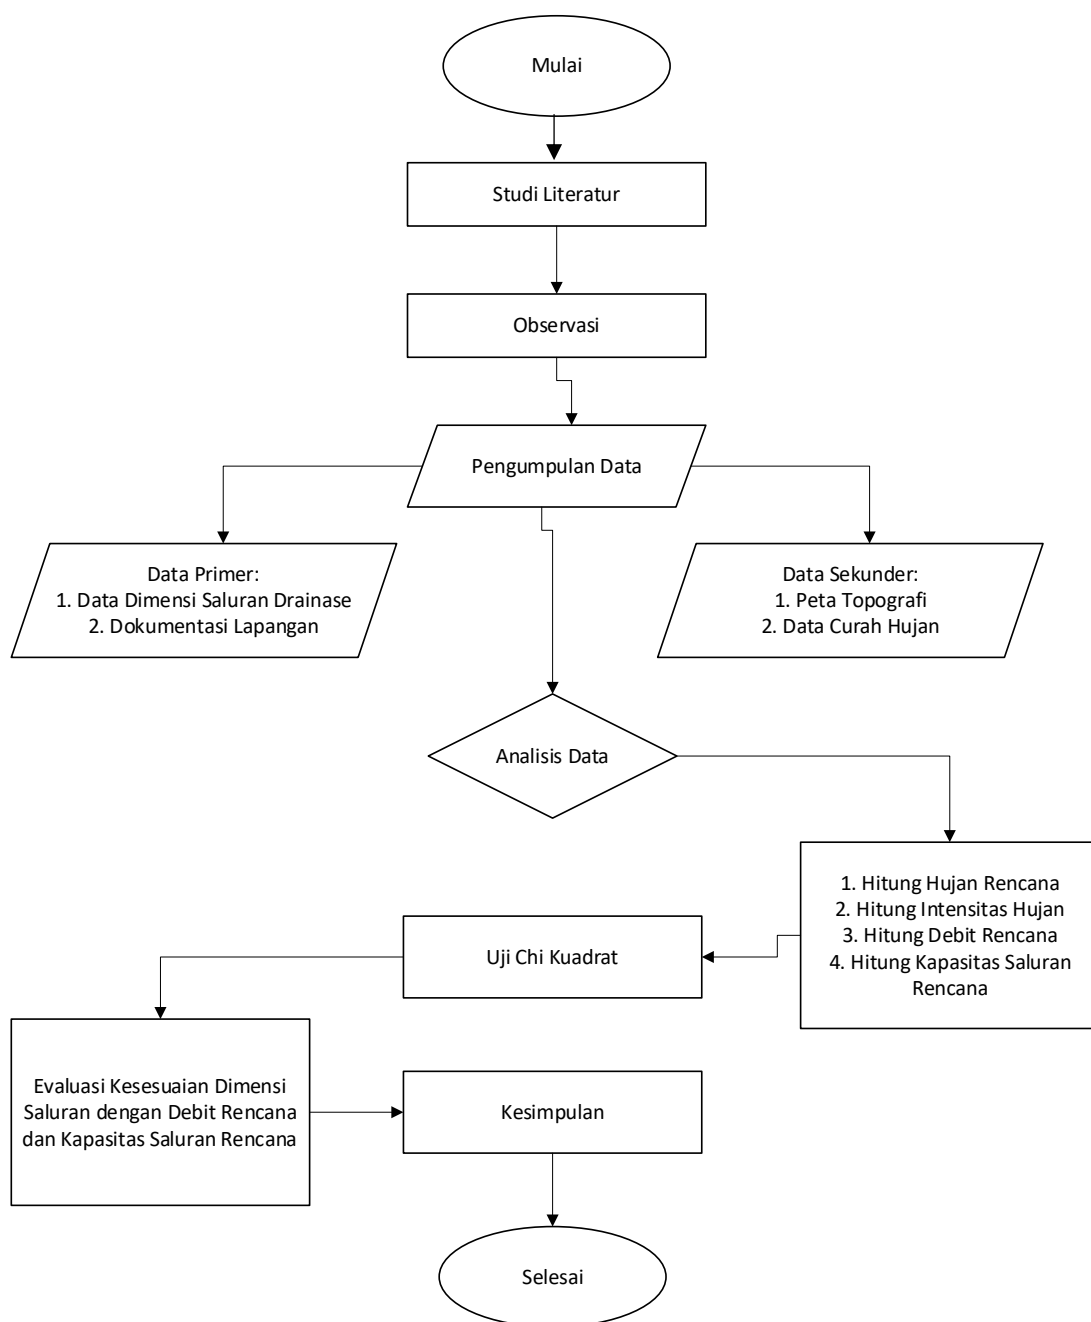 Mulai
Studi Literatur
Observasi
Pengumpulan Data
Data Primer:
1. Data Dimensi Saluran Drainase
2. Dokumentasi Lapangan
Data Sekunder:
1. Peta Topografi
2. Data Curah Hujan
Analisis Data
1. Hitung Hujan Rencana
2. Hitung Intensitas Hujan
3. Hitung Debit Rencana
4. Hitung Kapasitas Saluran
Rencana
Uji Chi Kuadrat
Evaluasi Kesesuaian Dimensi
Saluran dengan Debit Rencana
dan Kapasitas Saluran Rencana
Kesimpulan
Selesai